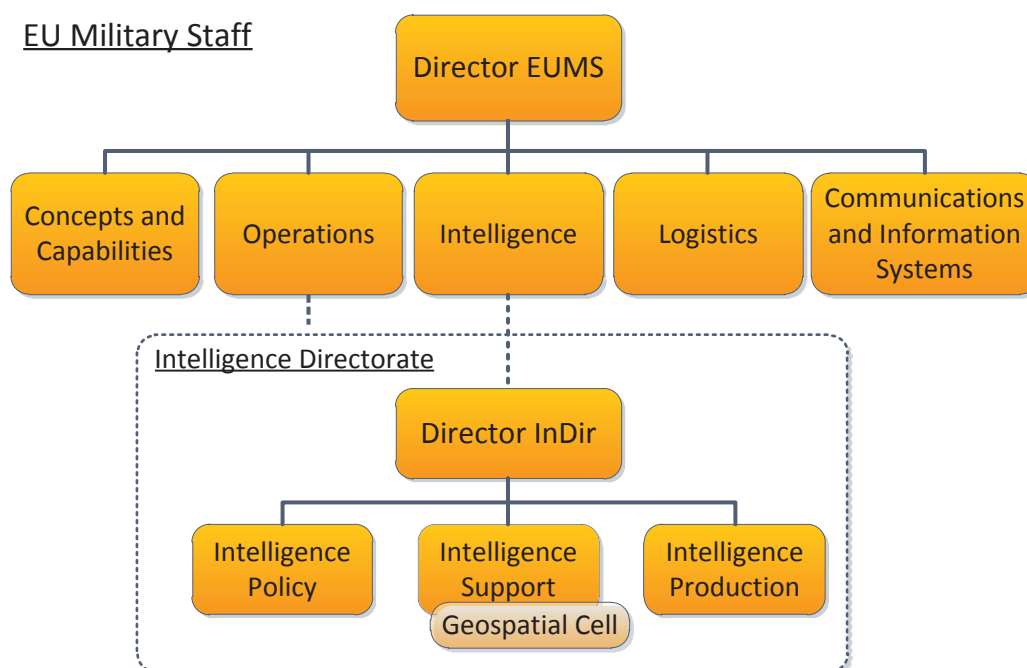 EU Military Staff
Director EUMS
Concepts and
Capabilities
Operations
Intelligence
Logistics
Communications
and Information
Systems
Intelligence Directorate
Director InDir
Intelligence
Policy
Intelligence
Support
Geospatial Cell
Intelligence
Production